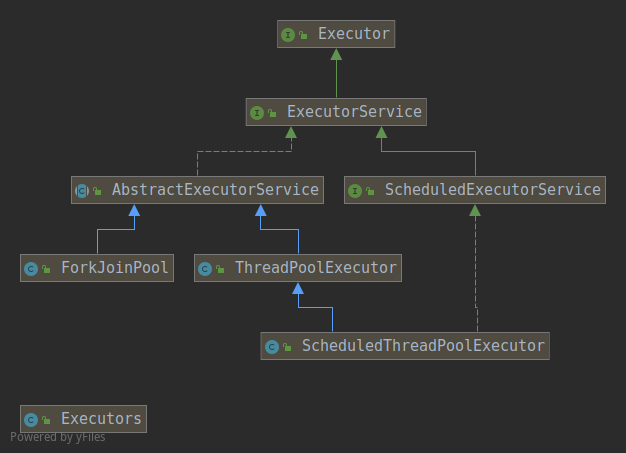 Executor
ExecutorService
AbstractExecutorService
ScheduledExecutorService
ForkJoinPool
ThreadPoolExecutor
ScheduledThreadPoolExecutor
Executors
Powered by yFiles